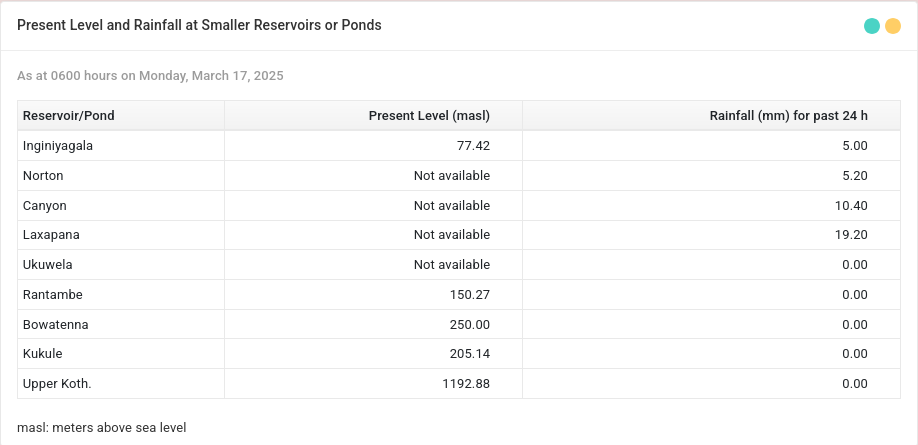 Present Level and Rainfall at Smaller Reservoirs or Ponds
As at 0600 hours on Monday, March 17, 2025
Reservoir/Pond Present Level (masl) Rainfall (mm) for past 24 h
Inginiyagala 77.42 5.00
Norton Not available 5.20
Canyon Not available 10.40
Laxapana Not available 19.20
Ukuwela Not available 0.00
Rantambe 150.27 0.00
Bowatenna 250.00 0.00
Kukule 205.14 0.00
Upper Koth. 1192.88 0.00
masl: meters above sea level